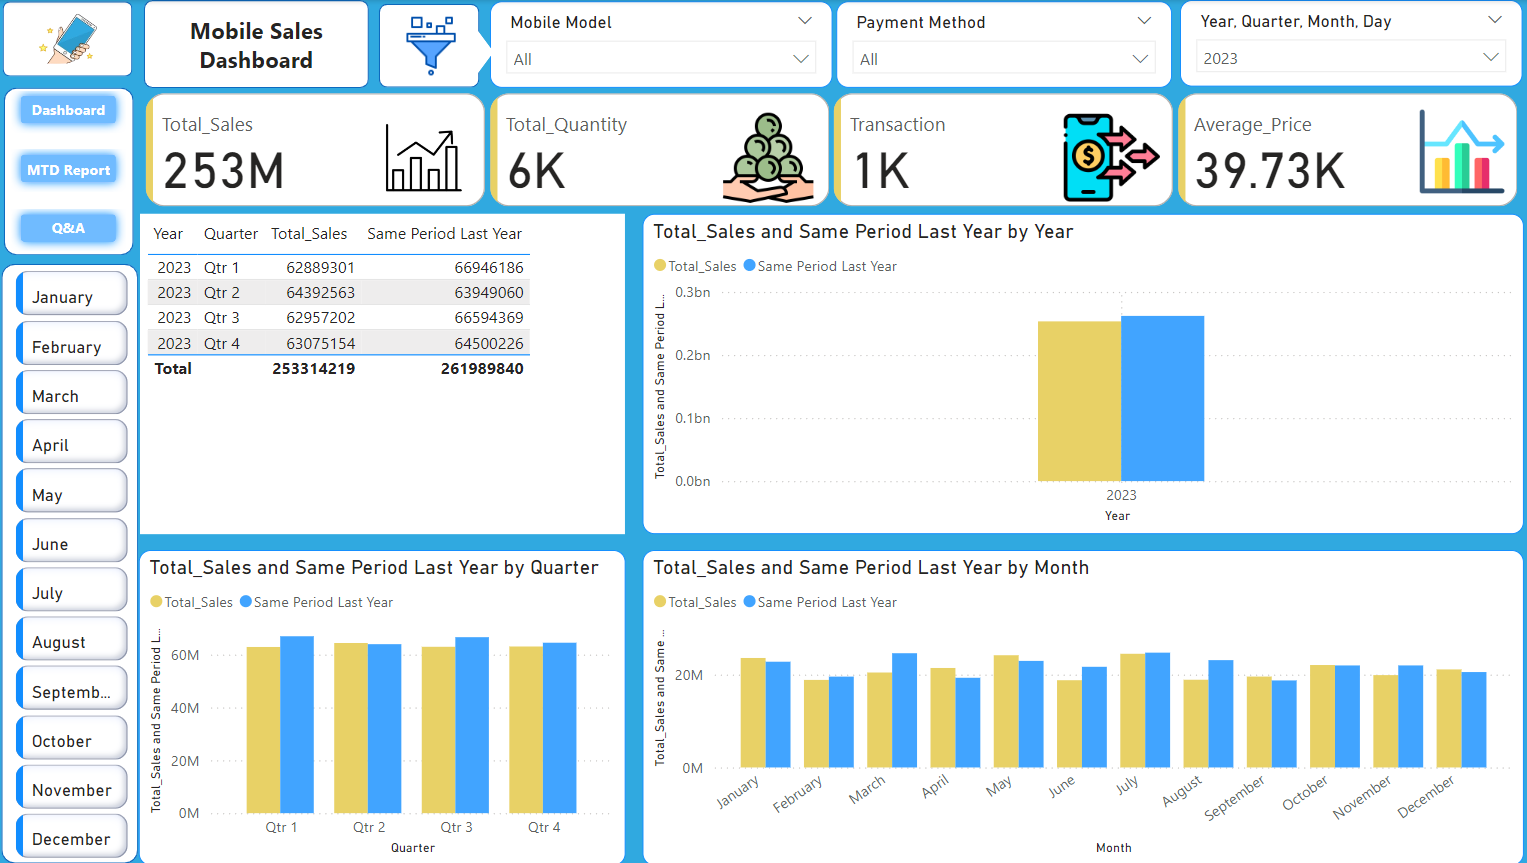 Mobile Sales
Dashboard
Mobile Model
All
Payment Method
All
Year, Quarter, Month, Day
2023
Dashboard
MTD Report
Q&A
Total_Sales
253M
Total_Quantity
6K
Transaction
1K
$
Average_Price
39.73K
January
February
March
April
May
June
July
August
Septemb...
October
November
December
Year Quarter Total_Sales Same Period Last Year
2023 Qtr 1 62889301 66946186
2023 Qtr 2 64392563 63949060
2023 Qtr 3 62957202 66594369
2023 Qtr 4 63075154 64500226
Total 253314219 261989840
Total_Sales and Same Period Last Year by Year
Total_Sales Same Period Last Year
Total_Sales and Same Period L...
0.3bn
0.2bn
0.1bn
0.0bn
2023
Year
Total_Sales and Same Period Last Year by Quarter
Total_Sales Same Period Last Year
Total_Sales and Same Period L...
60M
40M
20M
0M
Qtr 1 Qtr 2 Qtr 3 Qtr 4
Quarter
Total_Sales and Same Period Last Year by Month
Total_Sales Same Period Last Year
Total_Sales and Same ...
20M
0M
January February March April May June July August September October November December
Month